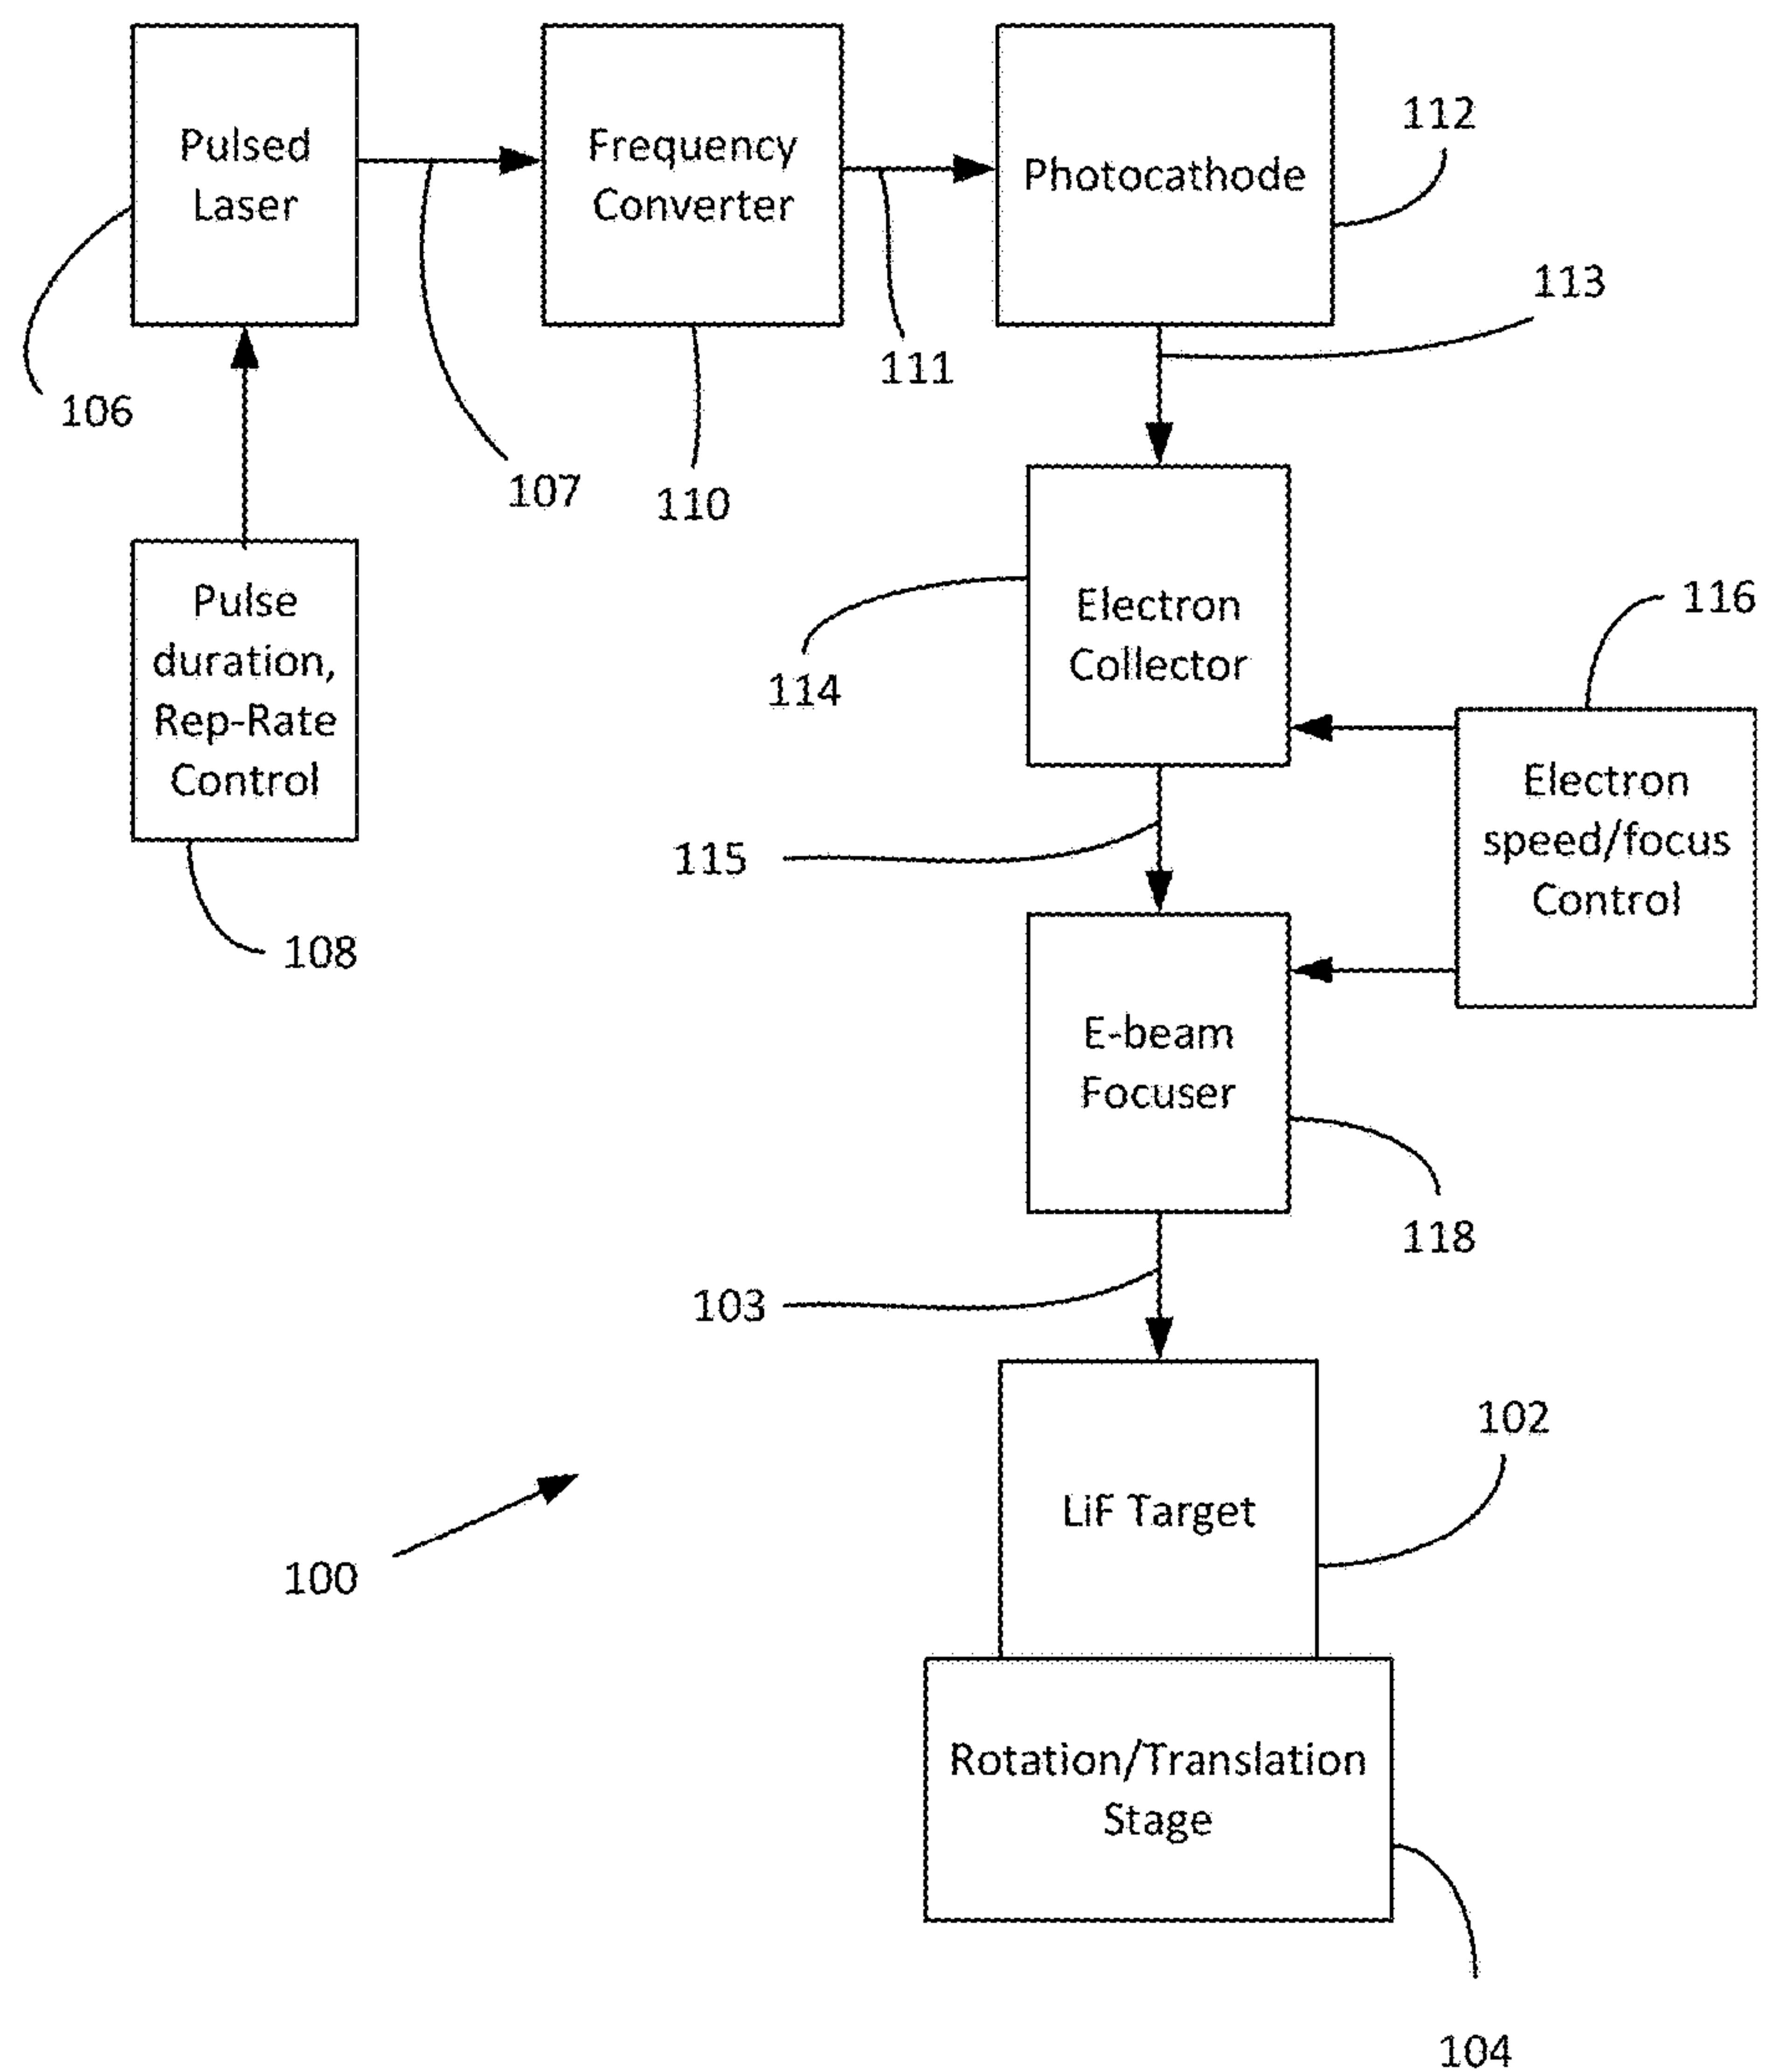 Pulsed
Laser
Frequency
Converter
Photocathode
112
113
111
106
107
110
Pulse
duration,
Rep-Rate
Control
108
Electron
Collector
114
116
Electron
speed/focus
Control
115
E-beam
Focuser
118
103
LiF Target
102
100
Rotation/Translation
Stage
104